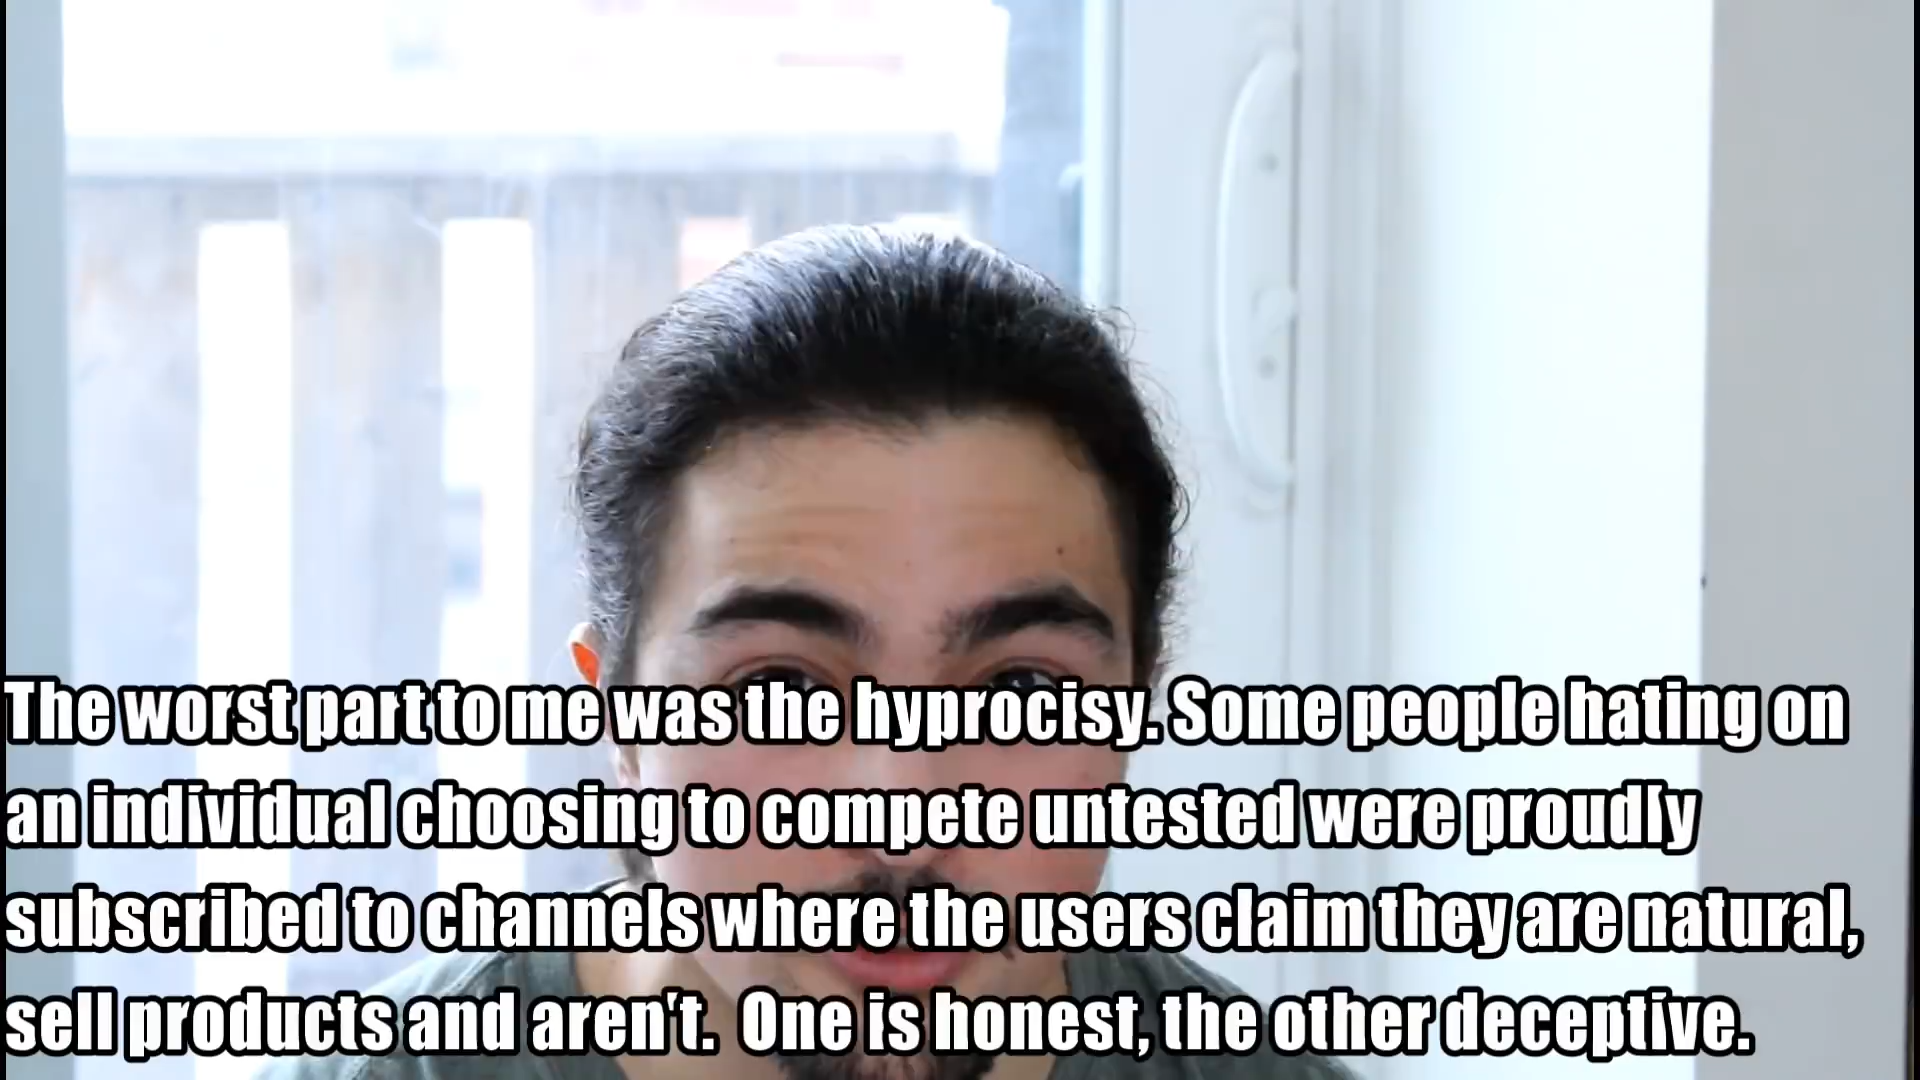 The worst part to me was the hyprocisy. Some people hating on
an individual choosing to compete untested were proudly
subscribed to channels where the users claim they are natural,
sell products and aren't.  One is honest, the other deceptive.